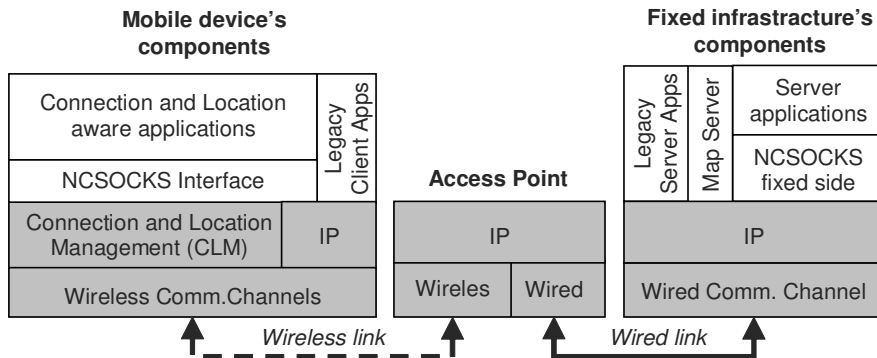 Mobile device's
components
Connection and Location
aware applications
Legacy
Client Apps
NCSOCKS Interface
Connection and Location
Management (CLM)
IP
Wireless Comm.Channels
Access Point
IP
Wireles
Wired
Fixed infrastracture's
components
Legacy
Server Apps
Map Server
Server
applications
NCSOCKS
fixed side
IP
Wired Comm. Channel
Wireless link
Wired link